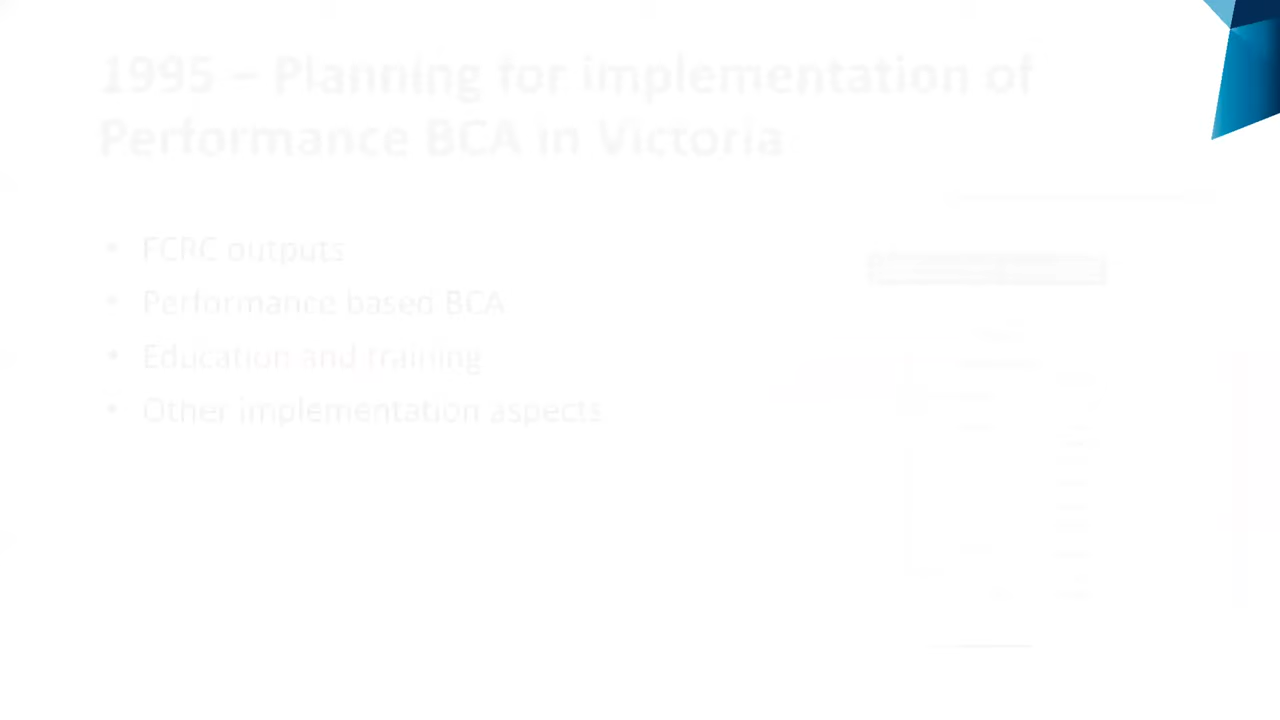 1995 – Planning for implementation of
Performance BCA in Victoria
• FCRC outputs
• Performance based BCA
• Education and training
• Other implementation aspects